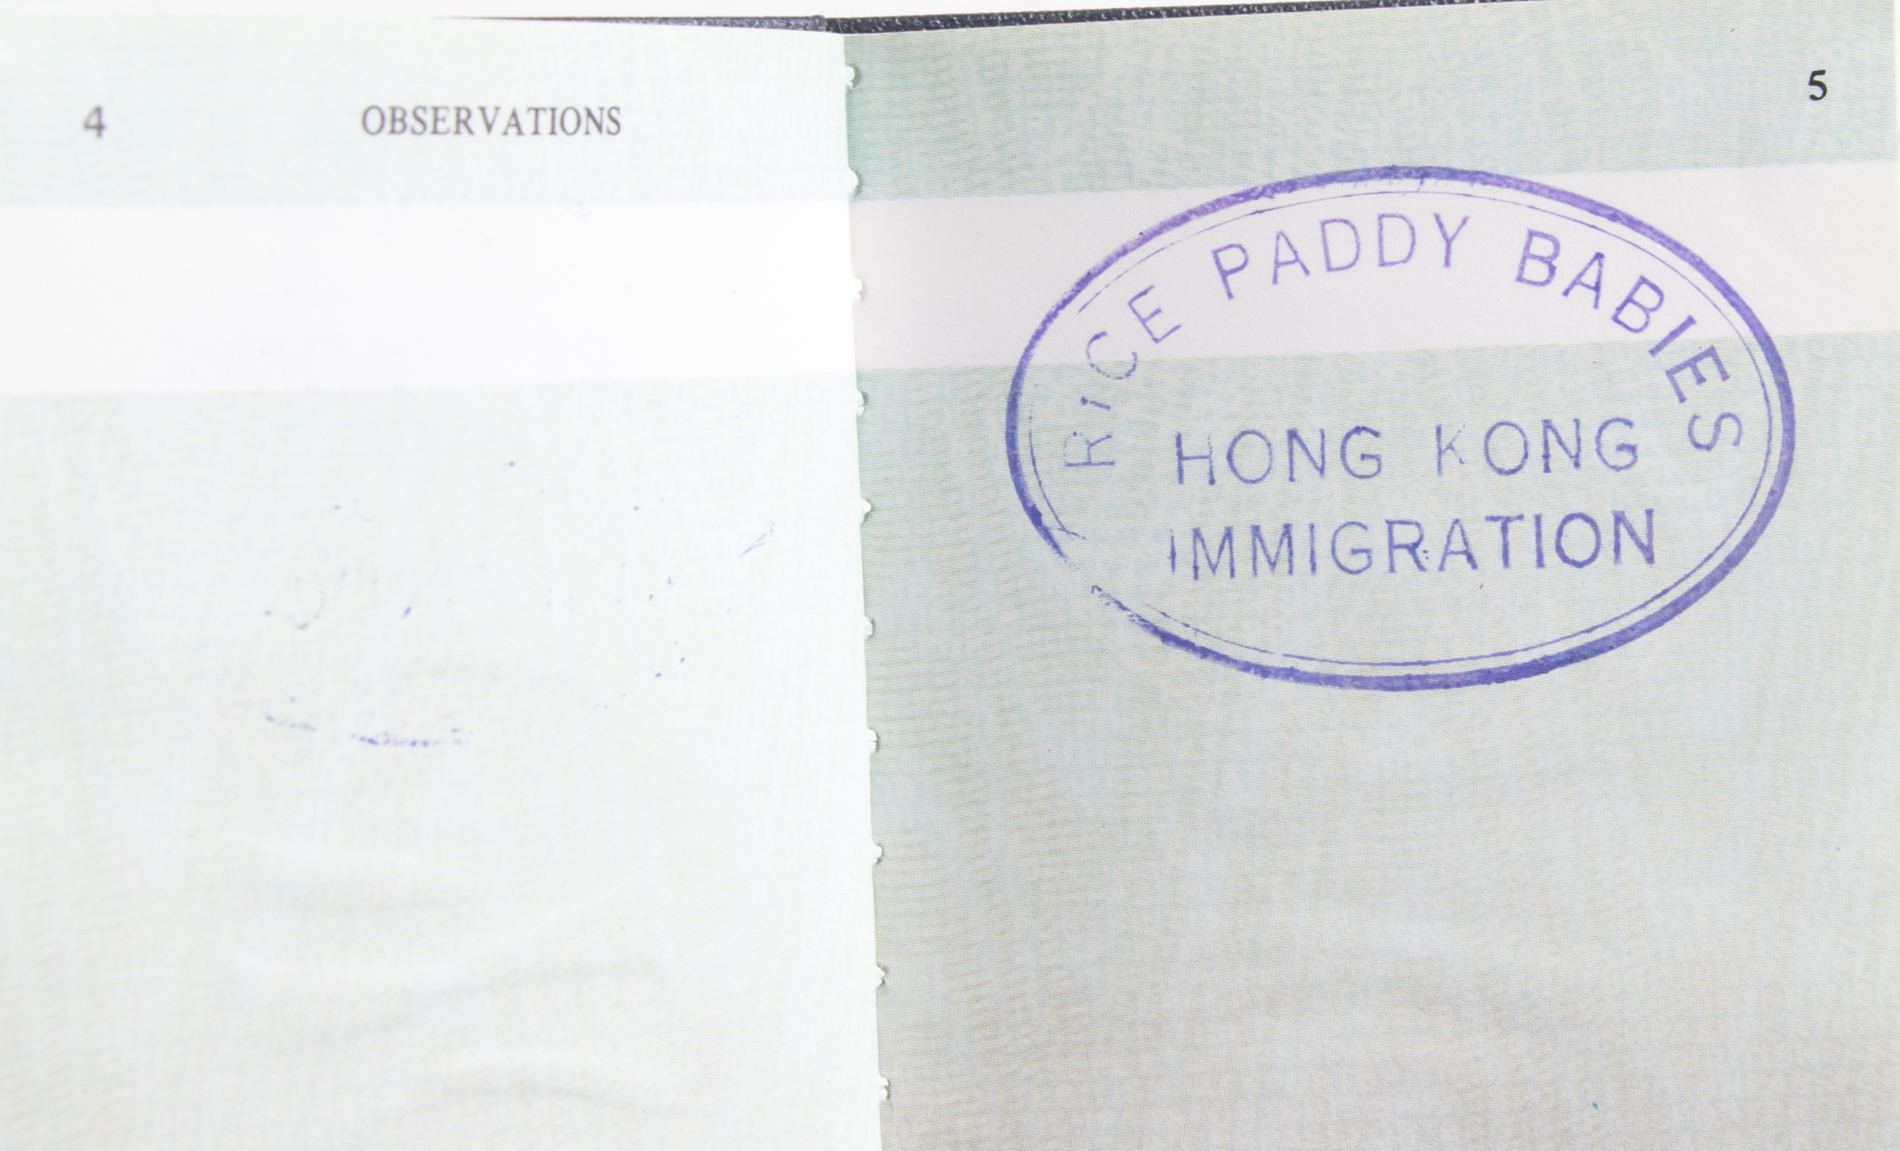 4 OBSERVATIONS
5
RiCE PADDY BABIES
HONG KONG
IMMIGRATION